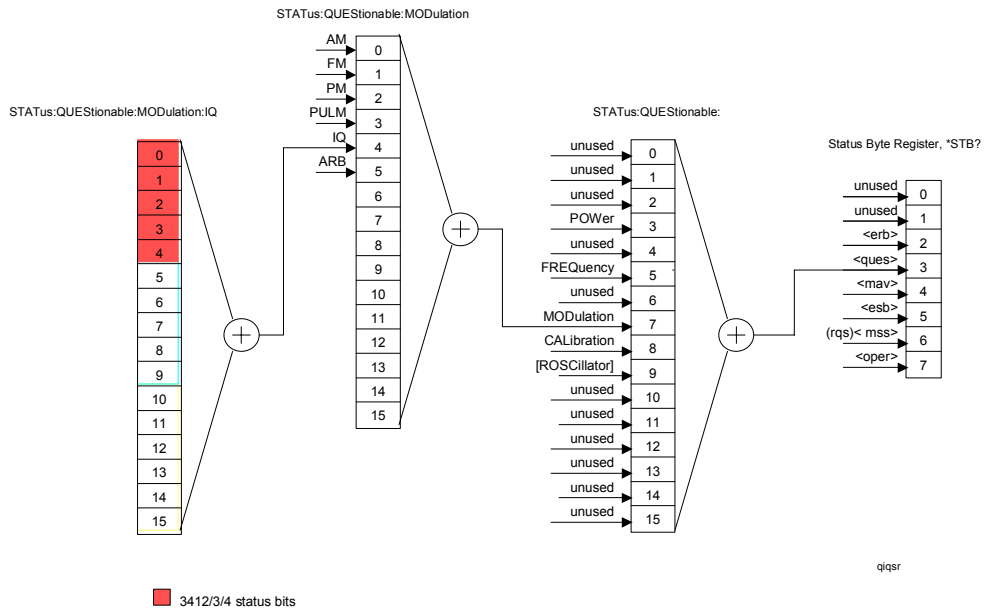 STATus:QUEStionable:MODulation
AM
FM
PM
PULM
IQ
ARB
0
1
2
3
4
5
6
7
8
9
10
11
12
13
14
15
STATus:QUEStionable:MODulation:IQ
0
1
2
3
4
5
6
7
8
9
10
11
12
13
14
15
STATus:QUEStionable:
unused 0
unused 1
unused 2
POWer 3
unused 4
FREQuency 5
unused 6
MODulation 7
CALibration 8
[ROSCillator] 9
unused 10
unused 11
unused 12
unused 13
unused 14
unused 15
Status Byte Register, *STB?
unused 0
unused 1
<erb> 2
<ques> 3
<mav> 4
<esb> 5
(rqs)< mss> 6
<oper> 7
qiqsr
3412/3/4 status bits